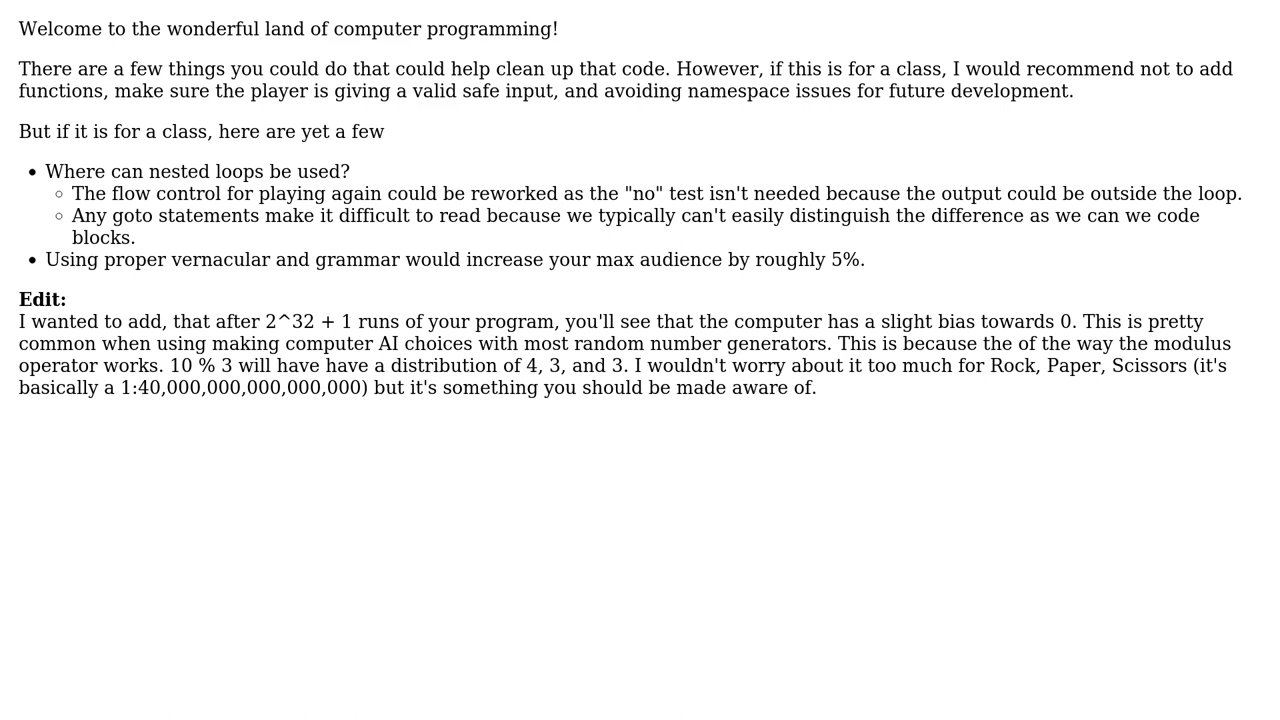 Welcome to the wonderful land of computer programming!
There are a few things you could do that could help clean up that code. However, if this is for a class, I would recommend not to add
functions, make sure the player is giving a valid safe input, and avoiding namespace issues for future development.
But if it is for a class, here are yet a few
• Where can nested loops be used?
◦ The flow control for playing again could be reworked as the "no" test isn't needed because the output could be outside the loop.
◦ Any goto statements make it difficult to read because we typically can't easily distinguish the difference as we can we code
blocks.
• Using proper vernacular and grammar would increase your max audience by roughly 5%.
Edit:
I wanted to add, that after 2^32 + 1 runs of your program, you'll see that the computer has a slight bias towards 0. This is pretty
common when using making computer AI choices with most random number generators. This is because the of the way the modulus
operator works. 10 % 3 will have have a distribution of 4, 3, and 3. I wouldn't worry about it too much for Rock, Paper, Scissors (it's
basically a 1:40,000,000,000,000,000) but it's something you should be made aware of.